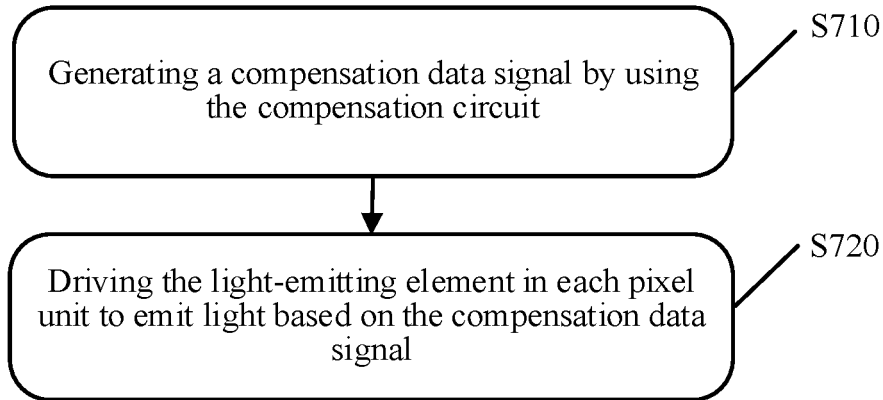 S710
Generating a compensation data signal by using
the compensation circuit
S720
Driving the light-emitting element in each pixel
unit to emit light based on the compensation data
signal